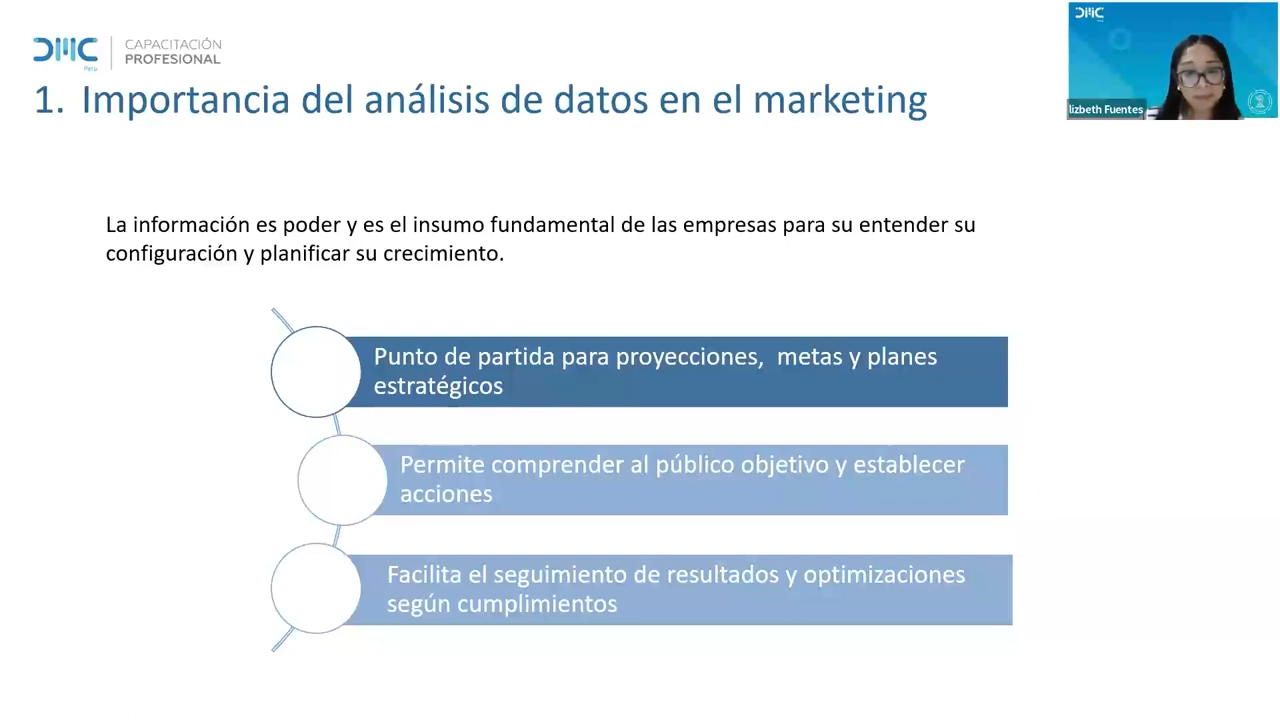 DMC
Perú
CAPACITACIÓN
PROFESIONAL
1. Importancia del análisis de datos en el marketing
DMC
lizbeth Fuentes
La información es poder y es el insumo fundamental de las empresas para su entender su
configuración y planificar su crecimiento.
Punto de partida para proyecciones, metas y planes
estratégicos
Permite comprender al público objetivo y establecer
acciones
Facilita el seguimiento de resultados y optimizaciones
según cumplimientos